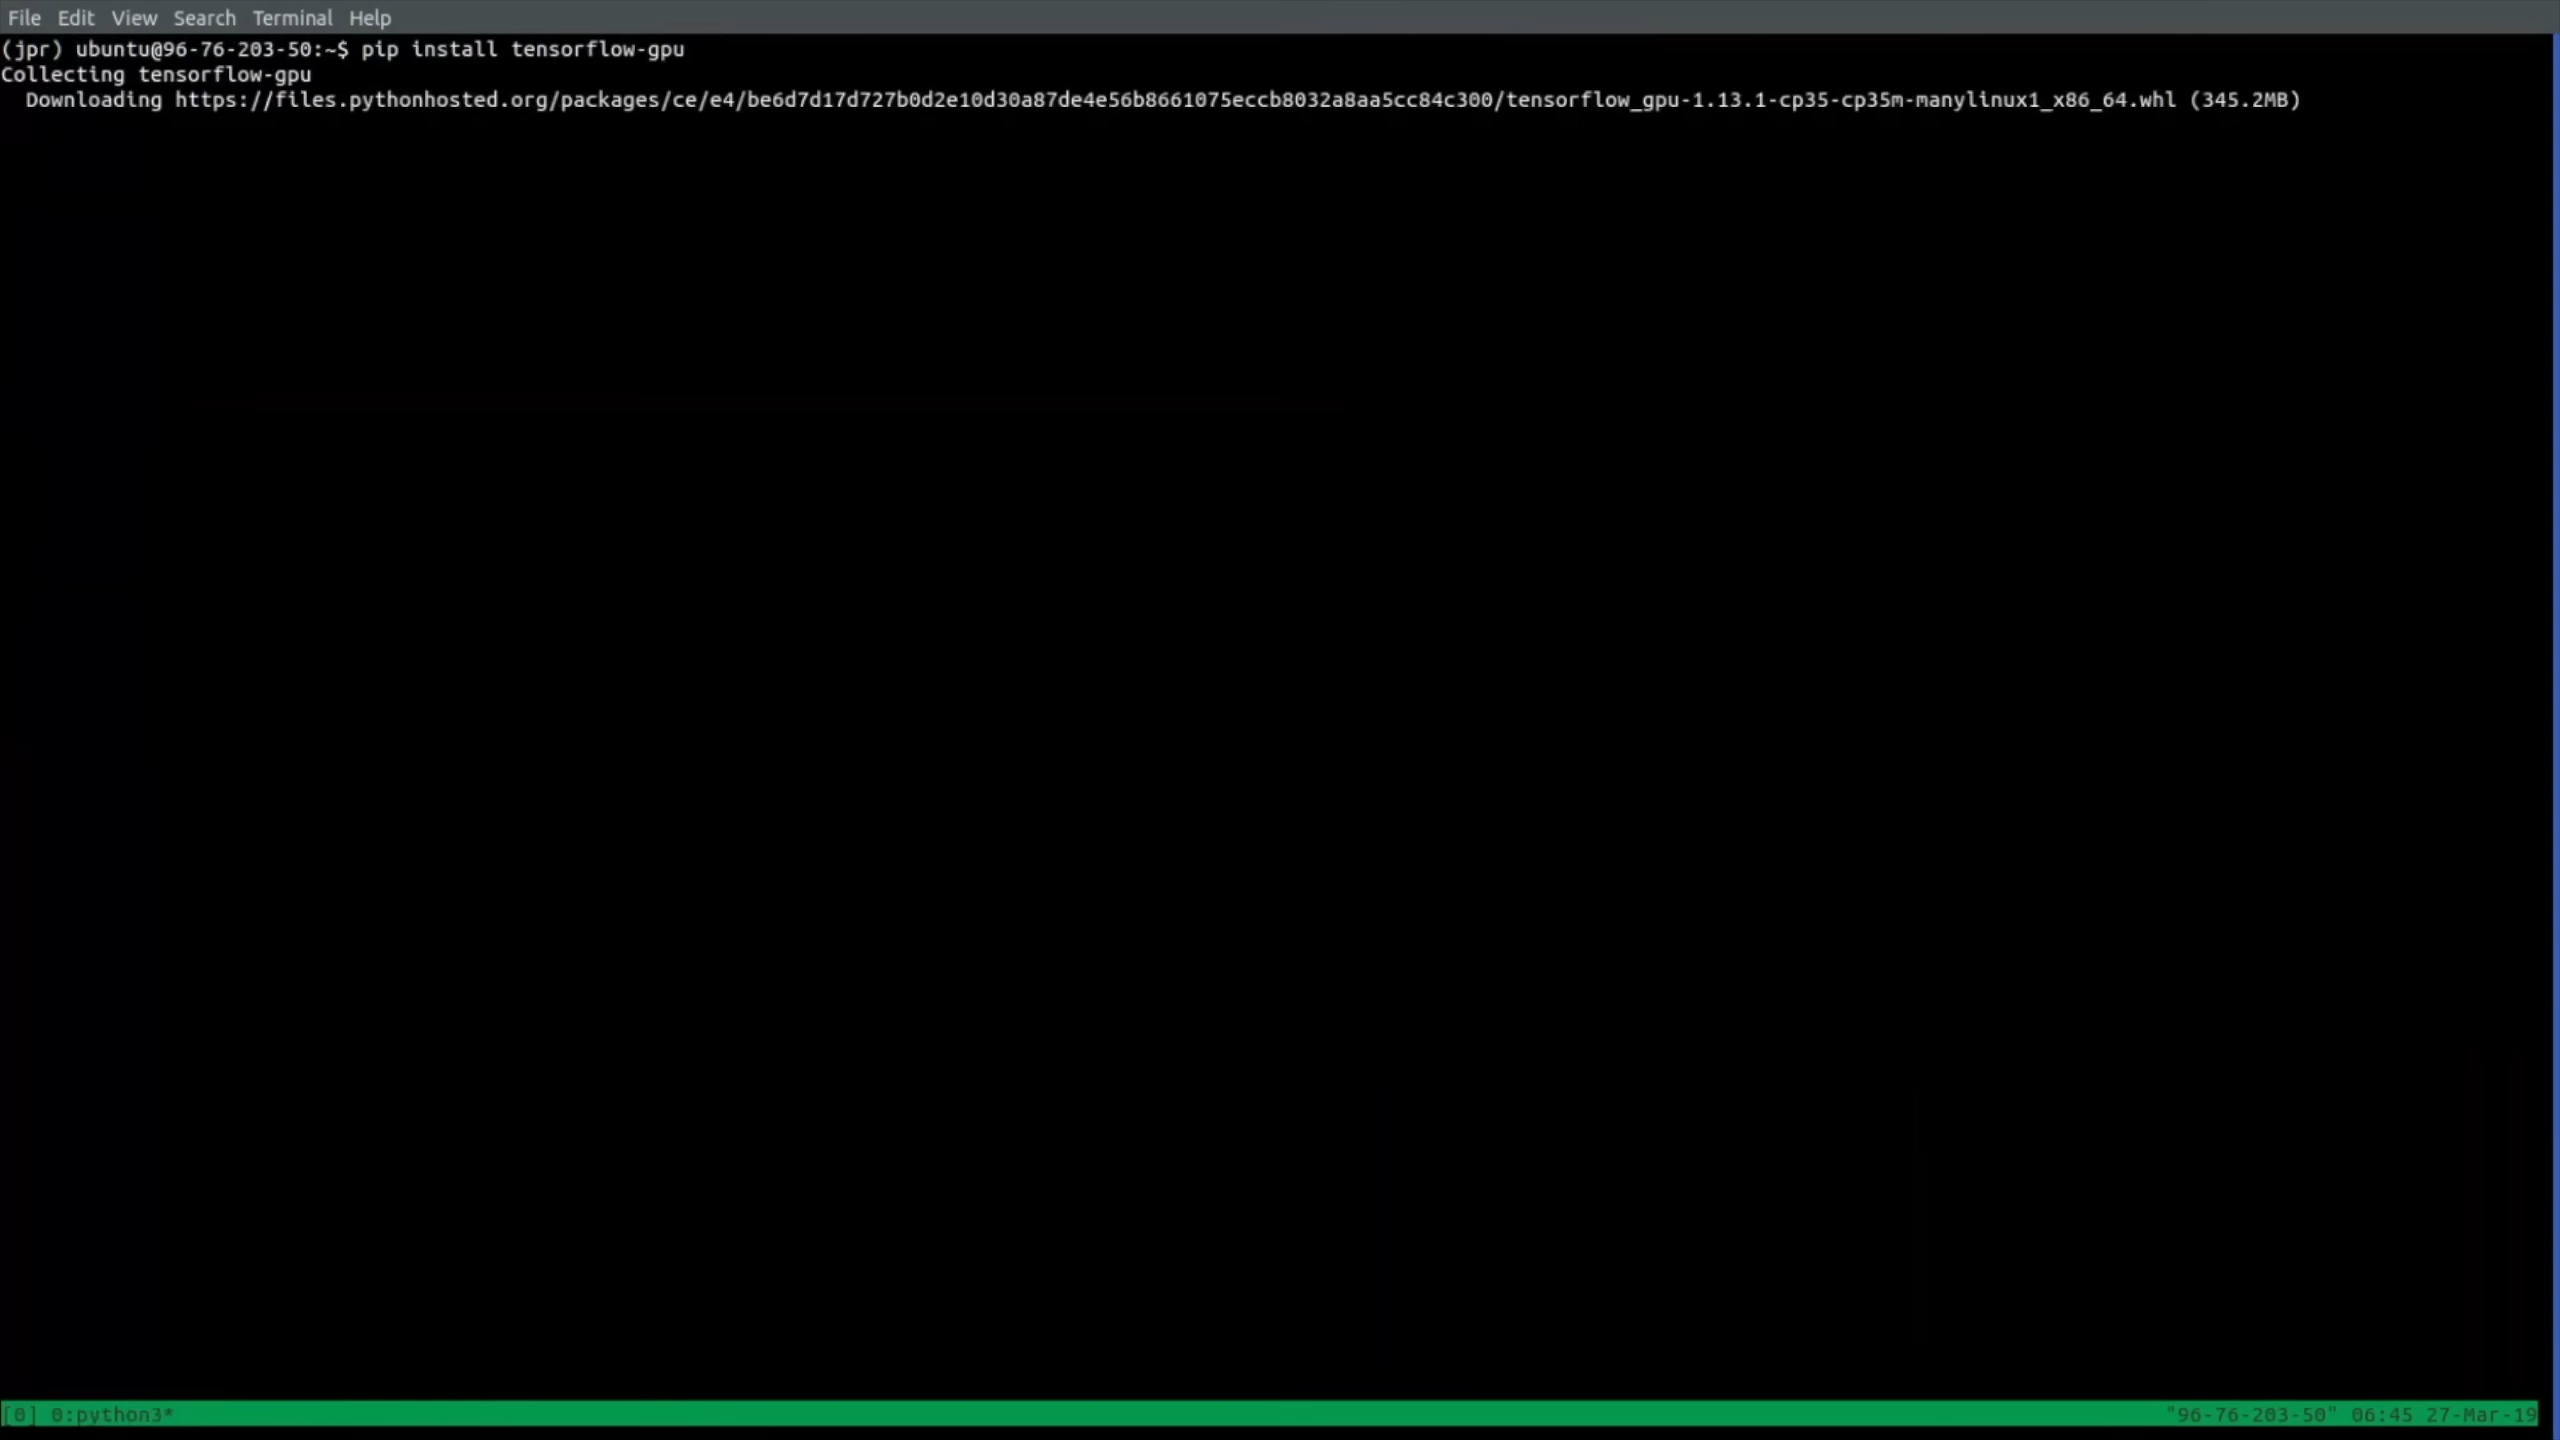 File Edit View Search Terminal Help
(jpr) ubuntu@96-76-203-50:~$ pip install tensorflow-gpu
Collecting tensorflow-gpu
  Downloading https://files.pythonhosted.org/packages/ce/e4/be6d7d17d727b0d2e10d30a87de4e56b8661075eccb8032a8aa5cc84c300/tensorflow_gpu-1.13.1-cp35-cp35m-manylinux1_x86_64.whl (345.2MB)
[0] 0:python3* "96-76-203-50" 06:45 27-Mar-19